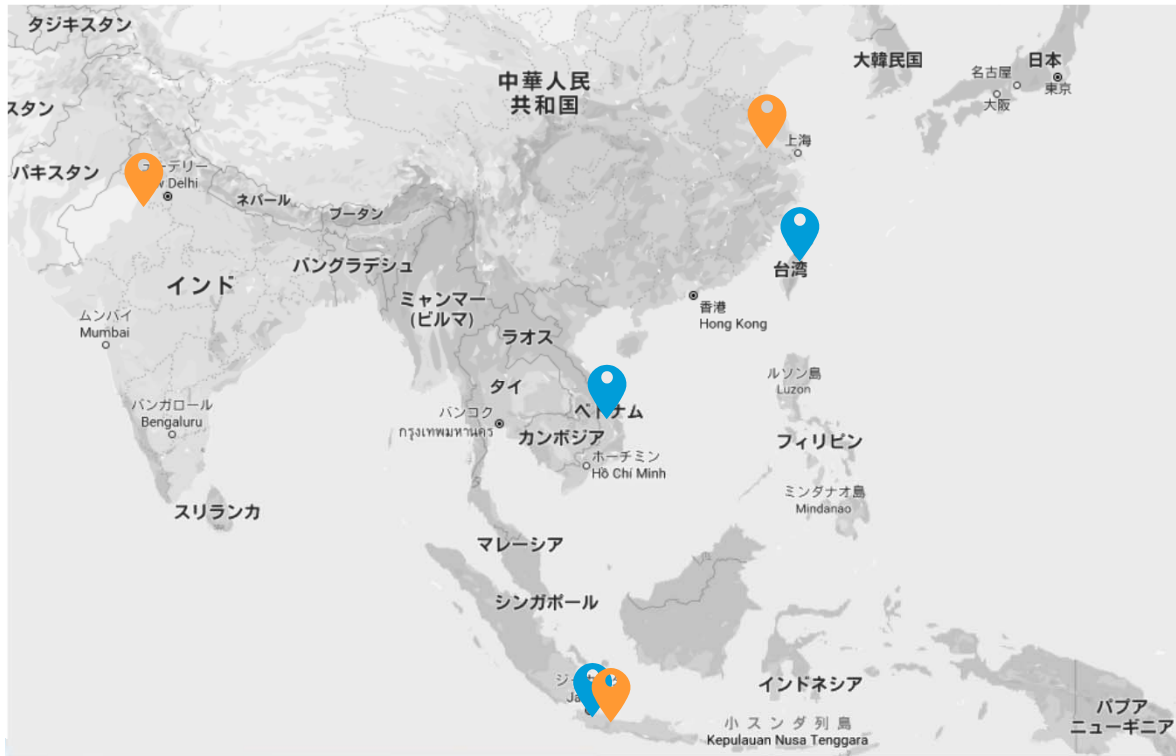 タジキスタン
大韓民国
日本
名古屋
東京
大阪
中華人民
共和国
スタン
上海
パキスタン
デリー
Delhi
ネパール
ブータン
台湾
バングラデシュ
インド
ミャンマー
(ビルマ)
香港
Hong Kong
ムンバイ
Mumbai
ラオス
ルソン島
Luzon
タイ
バンガロール
Bengaluru
バンコク
กรุงเทพมหานคร
ベトナム
カンボジア
フィリピン
ホーチミン
Hồ Chí Minh
ミンダナオ島
Mindanao
スリランカ
マレーシア
シンガポール
インドネシア
小スンダ列島
Kepulauan Nusa Tenggara
パプア
ニューギニア